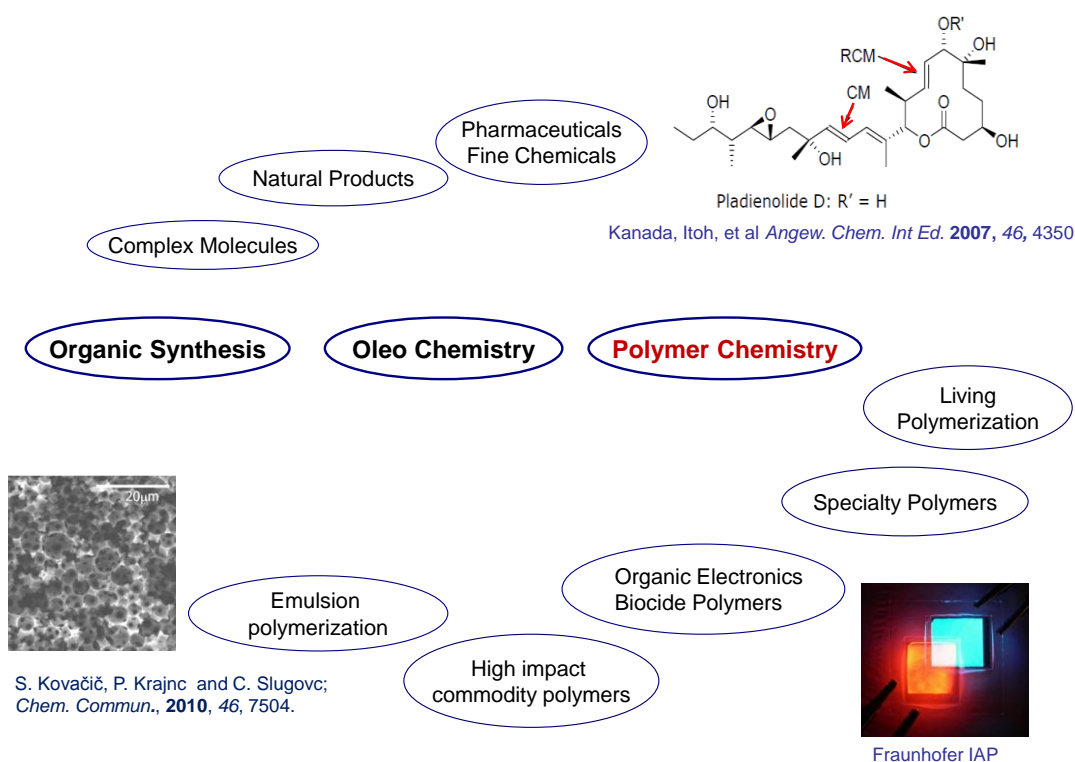 OR'
OH
RCM
CM
OH
O
O
OH
O
OH
Pladienolide D: R' = H
Kanada, Itoh, et al Angew. Chem. Int Ed. 2007, 46, 4350
Pharmaceuticals
Fine Chemicals
Natural Products
Complex Molecules
Organic Synthesis
Oleo Chemistry
Polymer Chemistry
Living
Polymerization
Specialty Polymers
Organic Electronics
Biocide Polymers
High impact
commodity polymers
Emulsion
polymerization
20µm
S. Kovačič, P. Krajnc and C. Slugovc;
Chem. Commun., 2010, 46, 7504.
Fraunhofer IAP